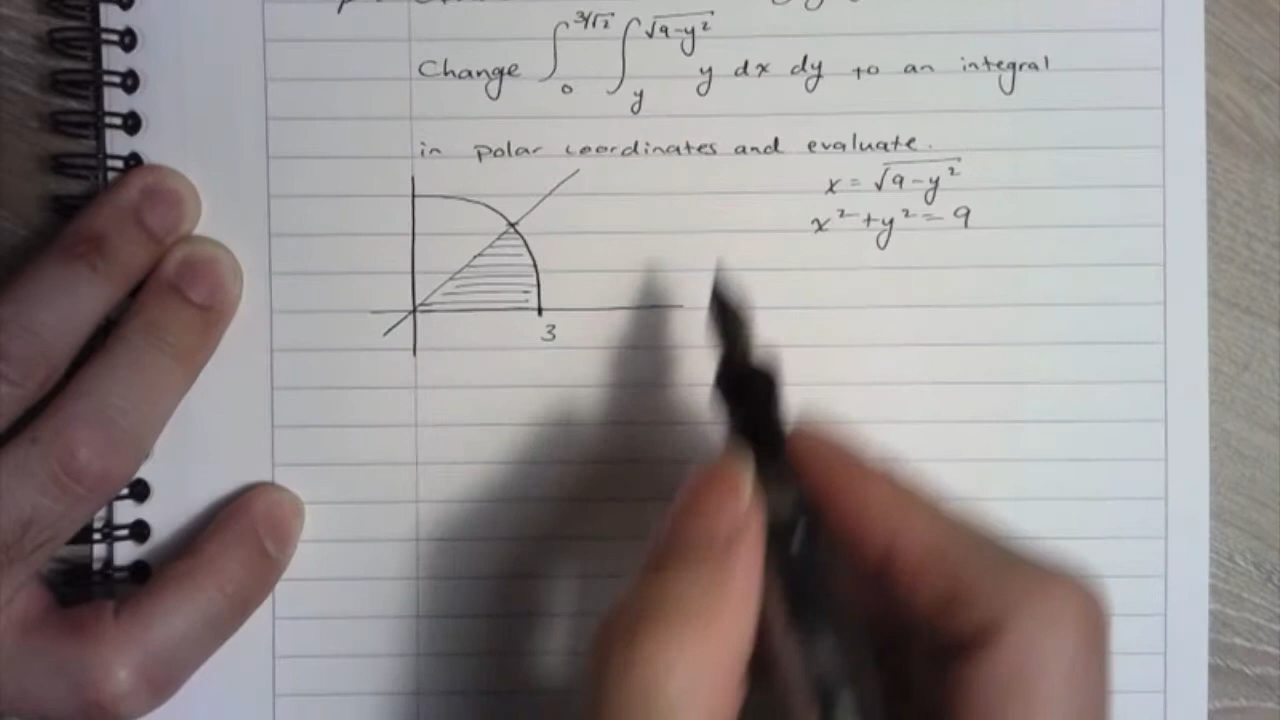 Change ∫₀^{3/√2} ∫_y^{√9-y²} y dx dy to an integral
in polar coordinates and evaluate.
x = √9-y²
x²+y² = 9
3